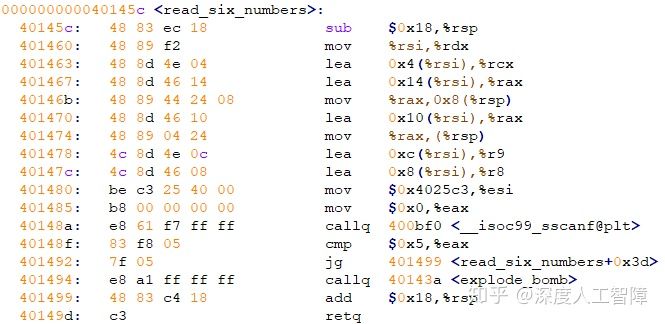 000000000040145c <read_six_numbers>:
40145c: 48 83 ec 18 sub $0x18,%rsp
401460: 48 89 f2 mov %rsi,%rdx
401463: 48 8d 4e 04 lea 0x4(%rsi),%rcx
401467: 48 8d 46 14 lea 0x14(%rsi),%rax
40146b: 48 89 44 24 08 mov %rax,0x8(%rsp)
401470: 48 8d 46 10 lea 0x10(%rsi),%rax
401474: 48 89 04 24 mov %rax,(%rsp)
401478: 4c 8d 4e 0c lea 0xc(%rsi),%r9
40147c: 4c 8d 46 08 lea 0x8(%rsi),%r8
401480: be c3 25 40 00 mov $0x4025c3,%esi
401485: b8 00 00 00 00 mov $0x0,%eax
40148a: e8 61 f7 ff ff callq 400bf0 <__isoc99_sscanf@plt>
40148f: 83 f8 05 cmp $0x5,%eax
401492: 7f 05 jg 401499 <read_six_numbers+0x3d>
401494: e8 a1 ff ff ff callq 40143a <explode_bomb>
401499: 48 83 c4 18 add $0x18,%rsp
40149d: c3 retq
知乎 @深度人工智障